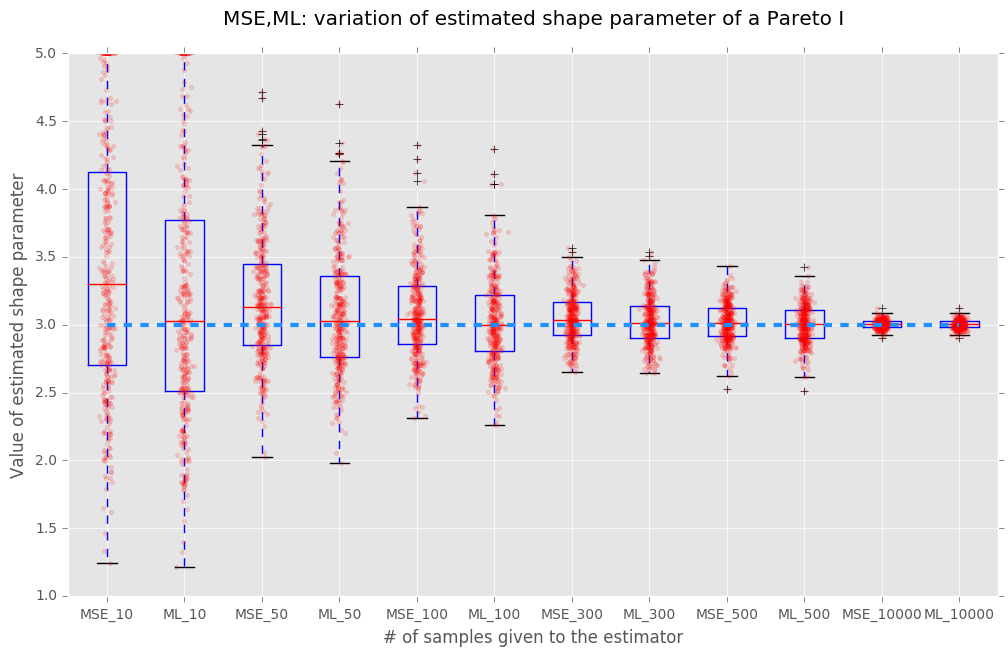 MSE,ML: variation of estimated shape parameter of a Pareto I
Value of estimated shape parameter
5.0
4.5
4.0
3.5
3.0
2.5
2.0
1.5
1.0
MSE_10 ML_10 MSE_50 ML_50 MSE_100 ML_100 MSE_300 ML_300 MSE_500 ML_500 MSE_10000 ML_10000
# of samples given to the estimator